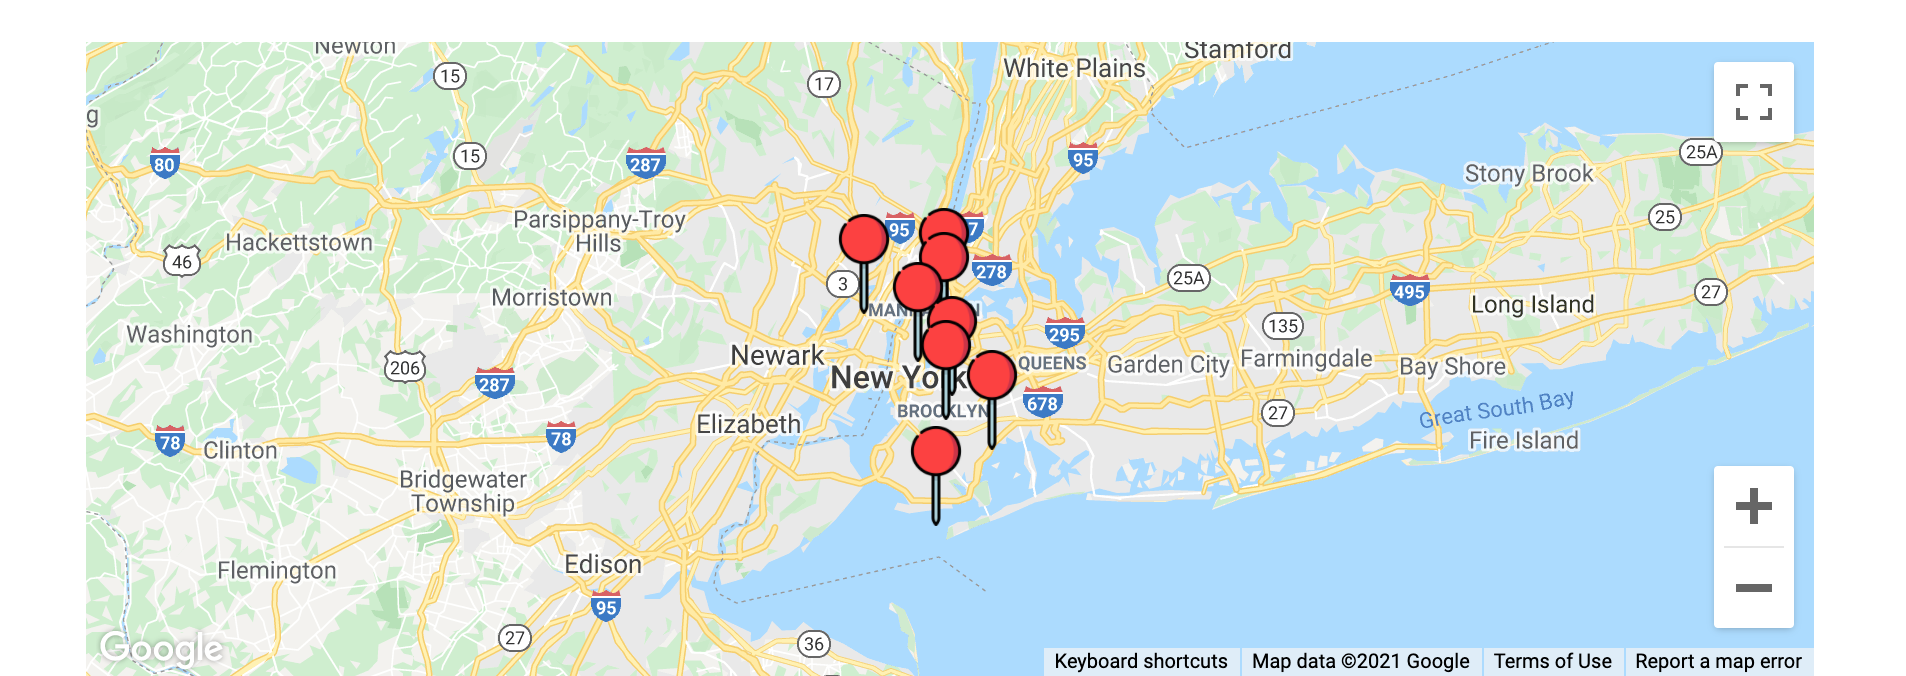 Newton
Stamford
White Plains
15
17
g
80
15
287
95
25A
Stony Brook
Parsippany-Troy
Hills
95
7
25
Hackettstown
46
278
3
25A
495
27
Morristown
Long Island
Washington
295
135
Newark
206
287
QUEENS
Garden City
Farmingdale
Bay Shore
New York
678
BROOKLYN
27
Great South Bay
Elizabeth
78
78
Clinton
Fire Island
Bridgewater
Township
Edison
Flemington
95
27
36
Google
Keyboard shortcuts
Map data ©2021 Google
Terms of Use
Report a map error